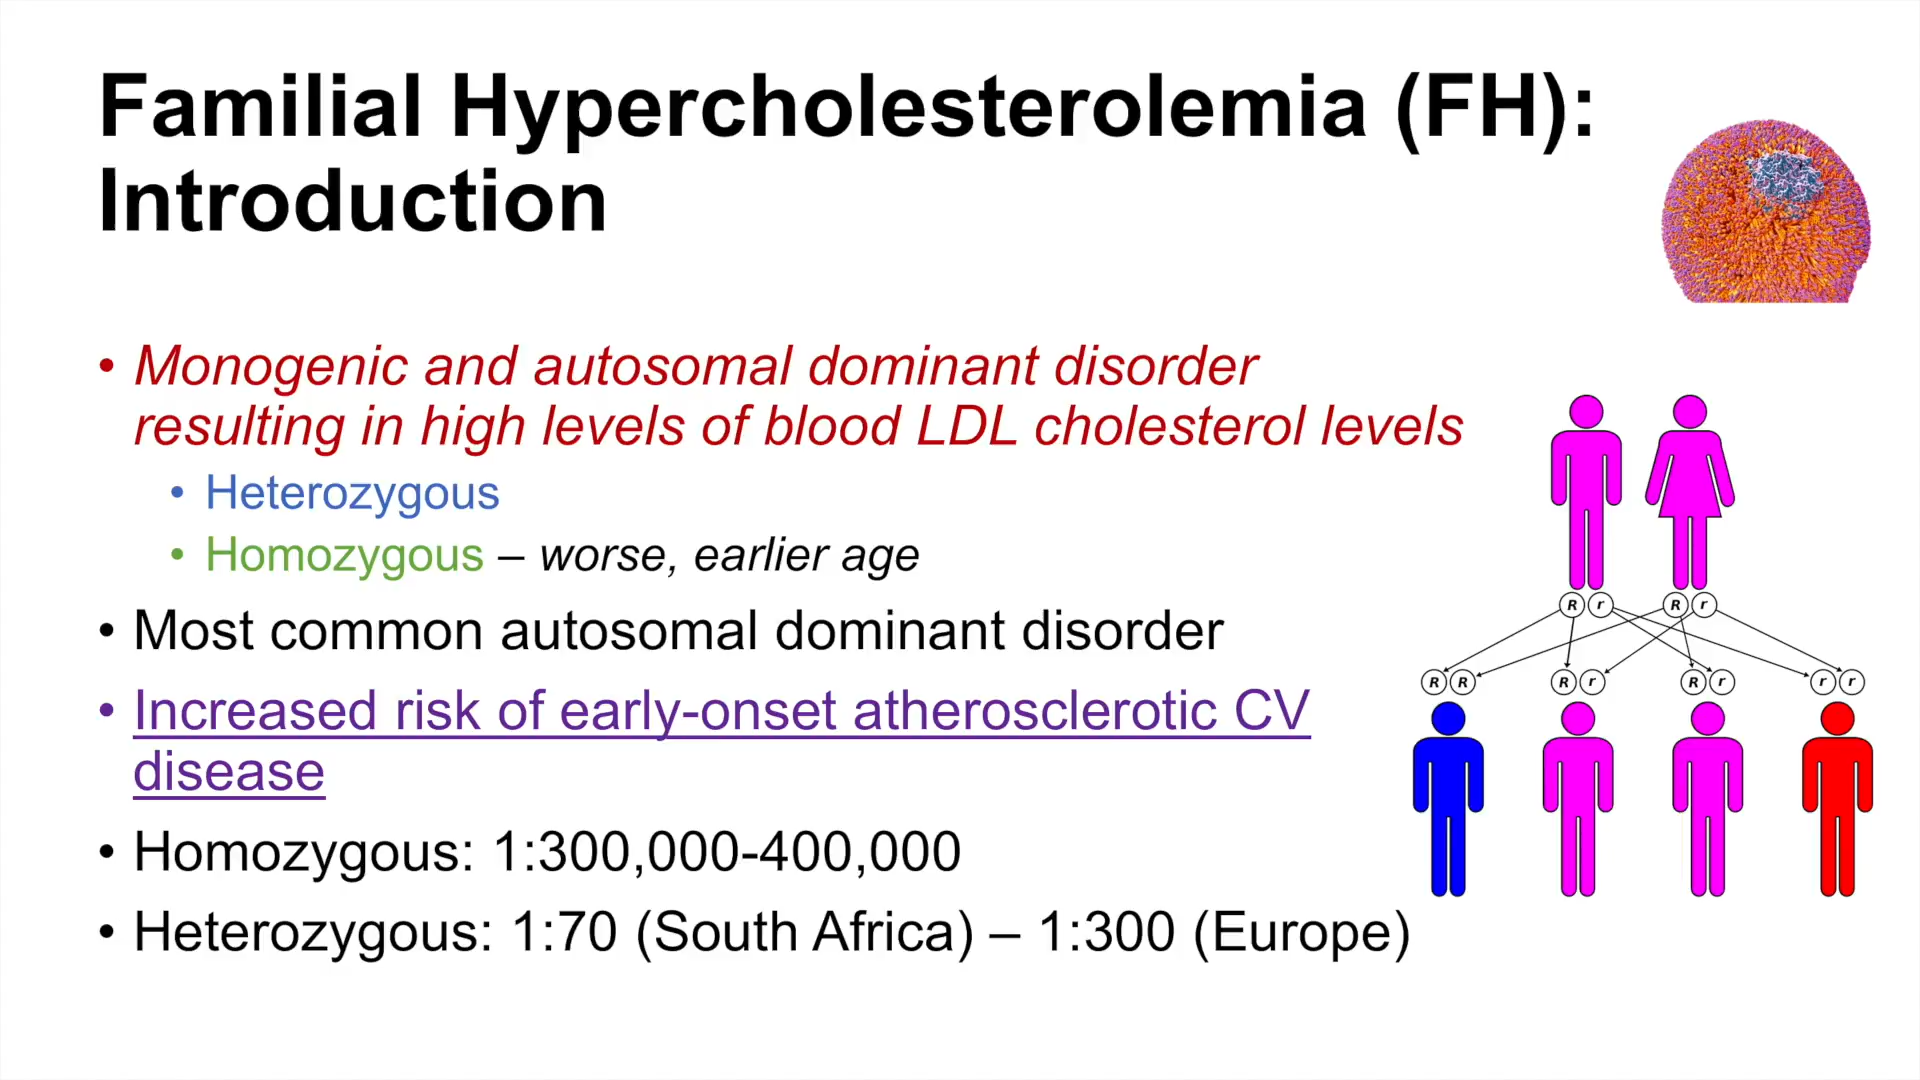 Familial Hypercholesterolemia (FH):
Introduction
• Monogenic and autosomal dominant disorder
resulting in high levels of blood LDL cholesterol levels
• Heterozygous
• Homozygous – worse, earlier age
• Most common autosomal dominant disorder
• Increased risk of early-onset atherosclerotic CV
disease
• Homozygous: 1:300,000-400,000
• Heterozygous: 1:70 (South Africa) – 1:300 (Europe)
R r R r
R R R r R r r r